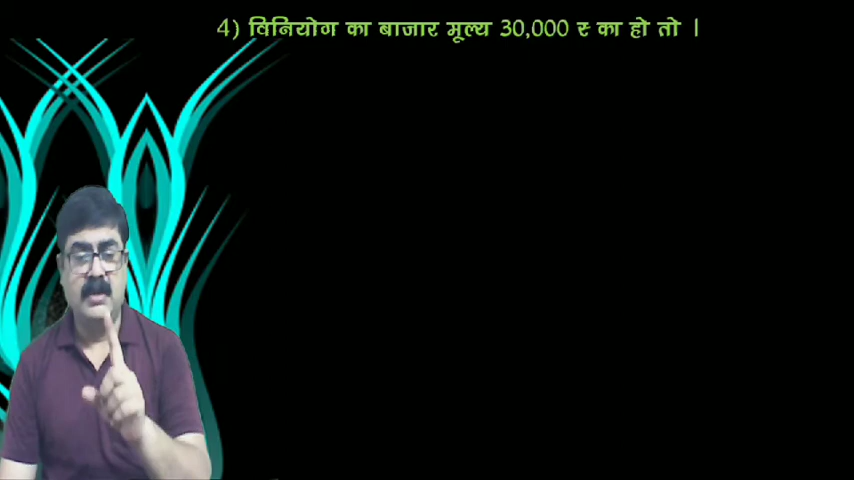 4) विनियोग का बाजार मूल्य 30,000 रु का हो तो ।